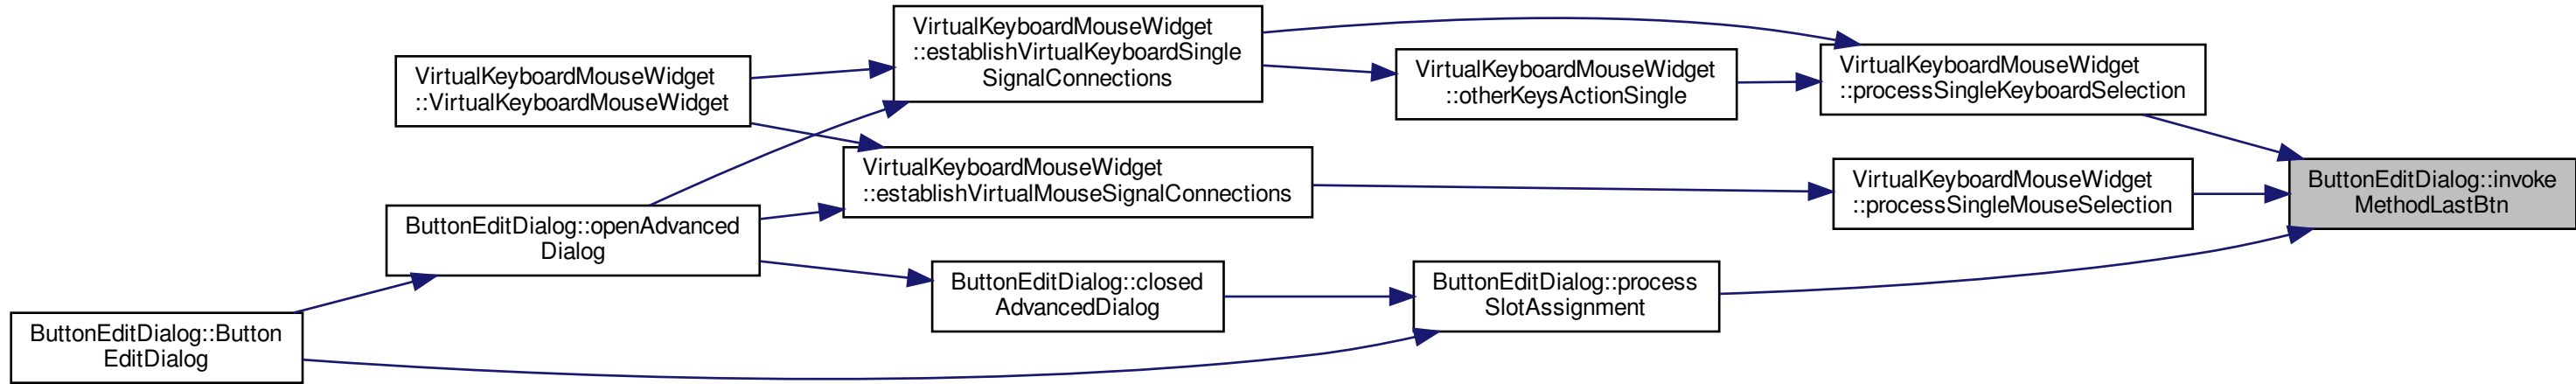 VirtualKeyboardMouseWidget
::VirtualKeyboardMouseWidget
VirtualKeyboardMouseWidget
::establishVirtualKeyboardSingle
SignalConnections
VirtualKeyboardMouseWidget
::otherKeysActionSingle
VirtualKeyboardMouseWidget
::processSingleKeyboardSelection
VirtualKeyboardMouseWidget
::establishVirtualMouseSignalConnections
VirtualKeyboardMouseWidget
::processSingleMouseSelection
ButtonEditDialog::invoke
MethodLastBtn
ButtonEditDialog::openAdvanced
Dialog
ButtonEditDialog::closed
AdvancedDialog
ButtonEditDialog::process
SlotAssignment
ButtonEditDialog::Button
EditDialog